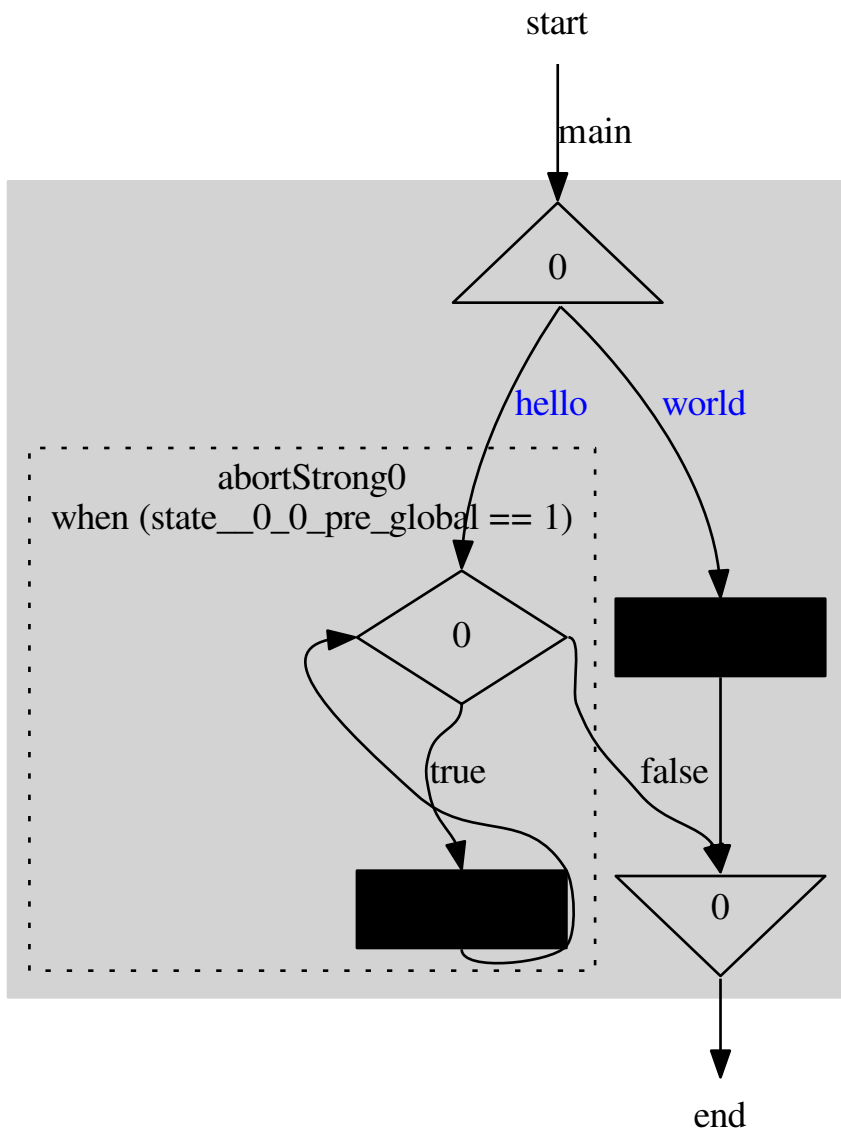 start
main
0
hello
world
abortStrong0
when (state__0_0_pre_global == 1)
0
true
false
0
end